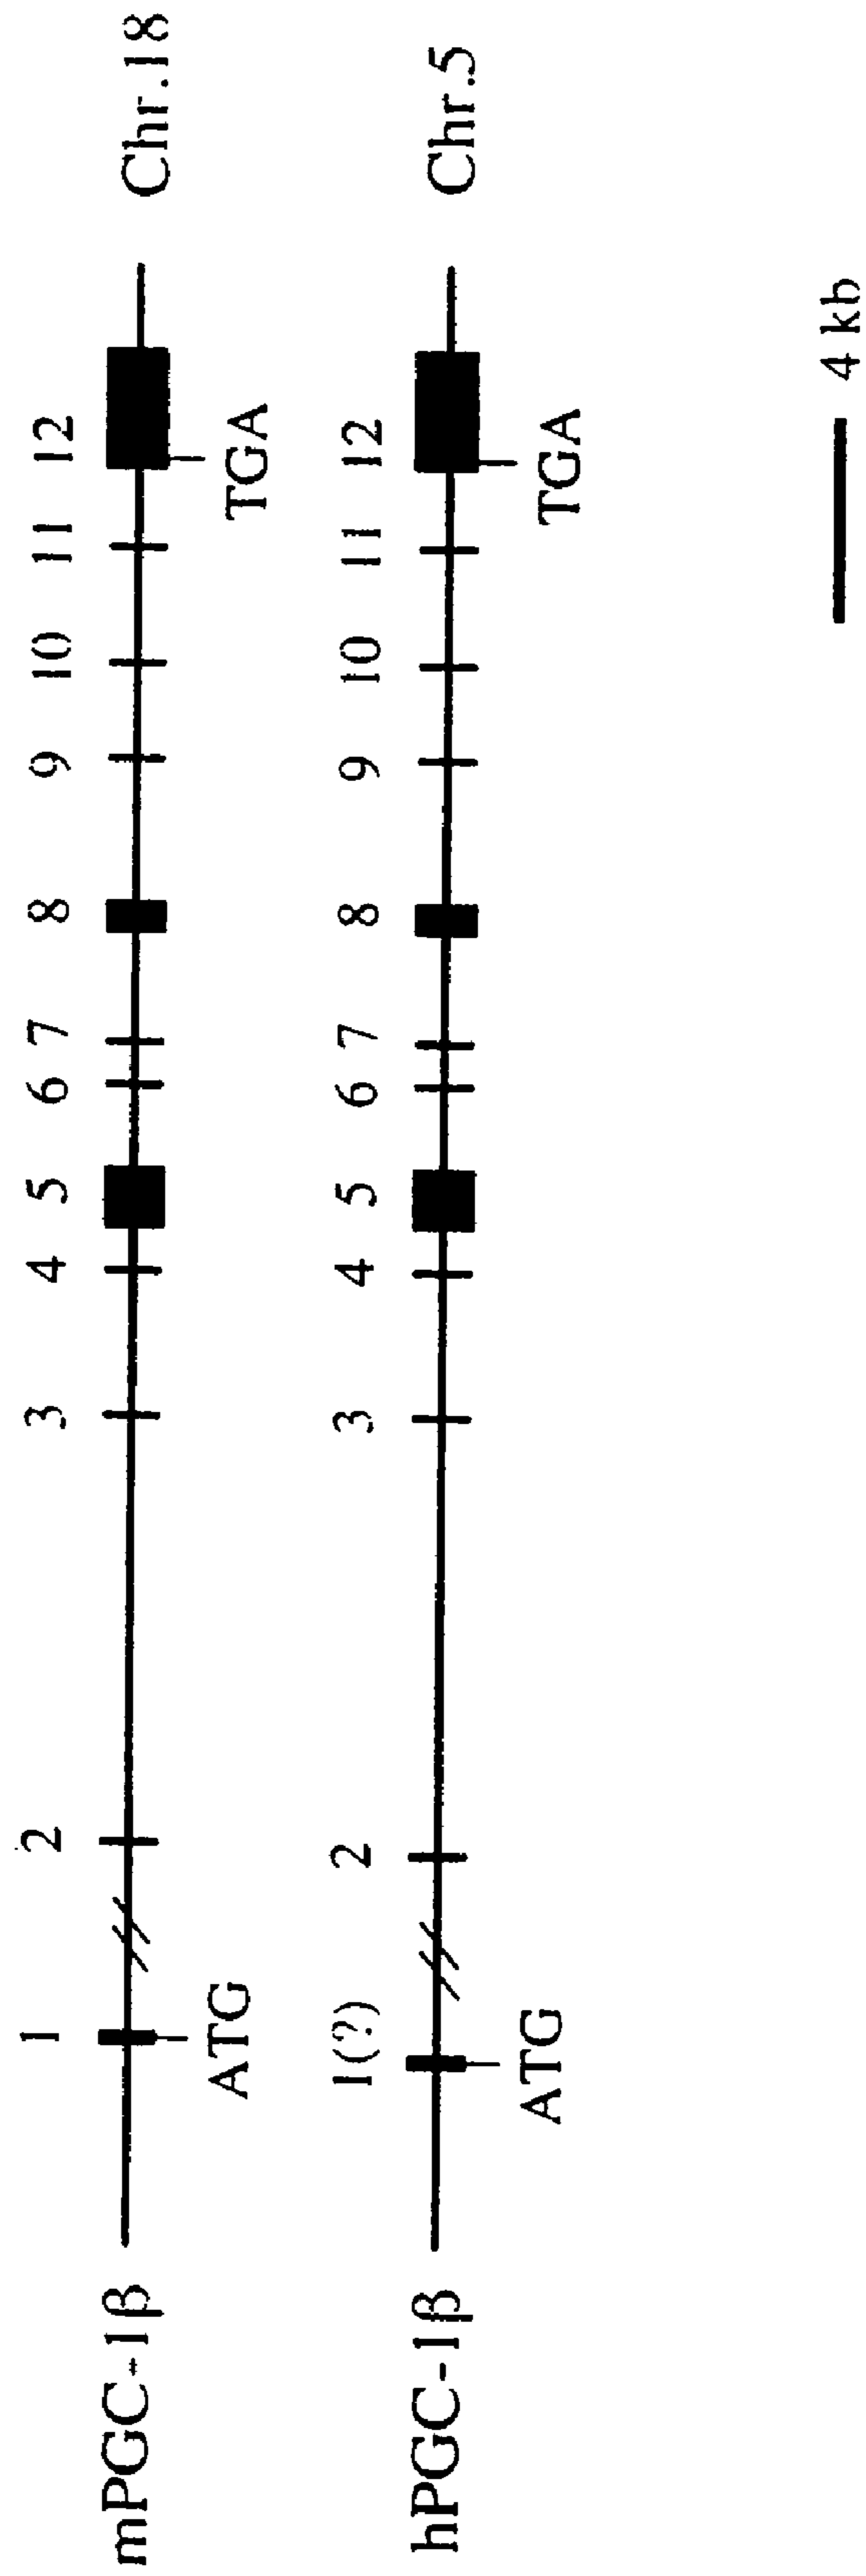 1 2 3 4 5 6 7 8 9 10 11 12
mPGC-1β Chr.18
ATG TGA
1(?) 2 3 4 5 6 7 8 9 10 11 12
hPGC-1β Chr.5
ATG TGA
4 kb